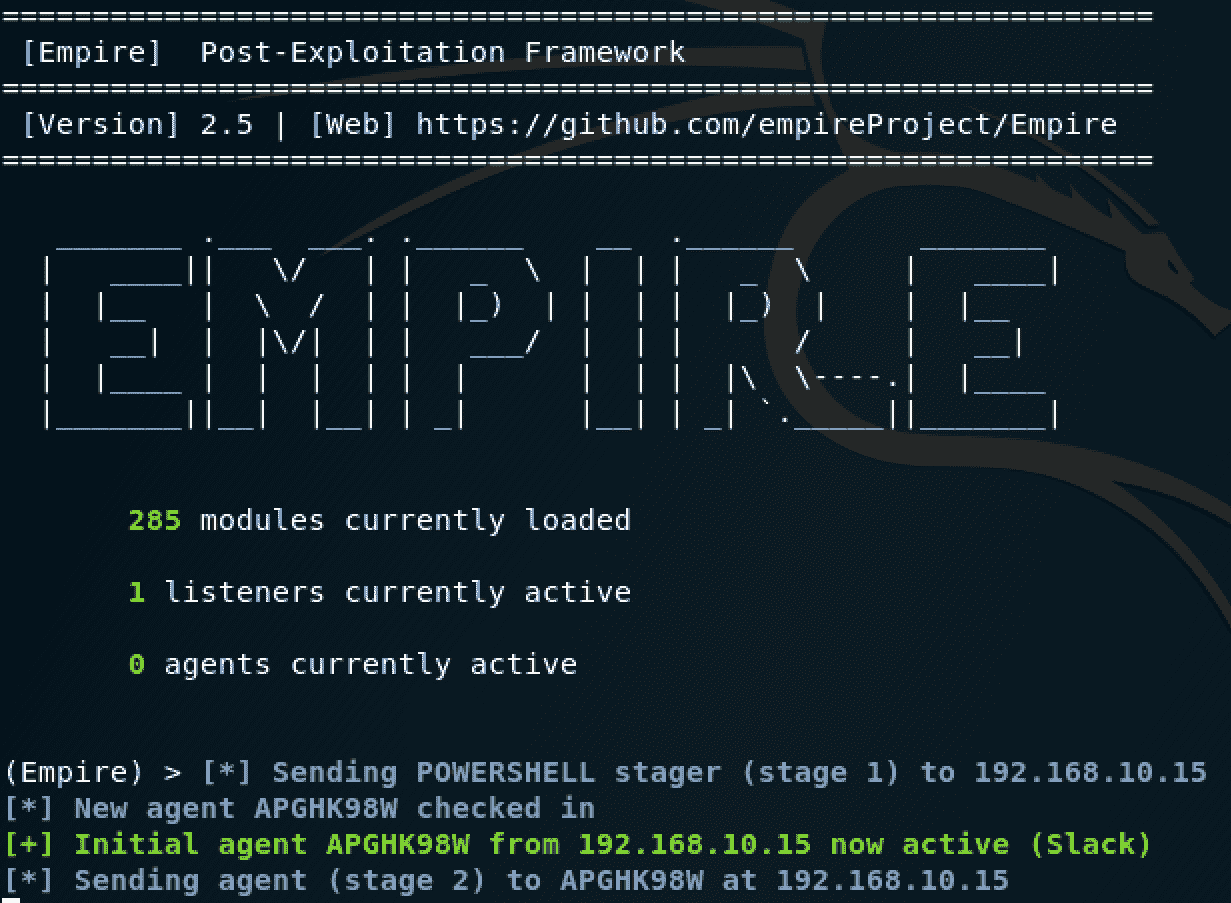 ================================================================
[Empire]  Post-Exploitation Framework
================================================================
[Version] 2.5 | [Web] https://github.com/empireProject/Empire
================================================================
EMPIRE
285 modules currently loaded
1 listeners currently active
0 agents currently active
(Empire) > [*] Sending POWERSHELL stager (stage 1) to 192.168.10.15
[*] New agent APGHK98W checked in
[+] Initial agent APGHK98W from 192.168.10.15 now active (Slack)
[*] Sending agent (stage 2) to APGHK98W at 192.168.10.15